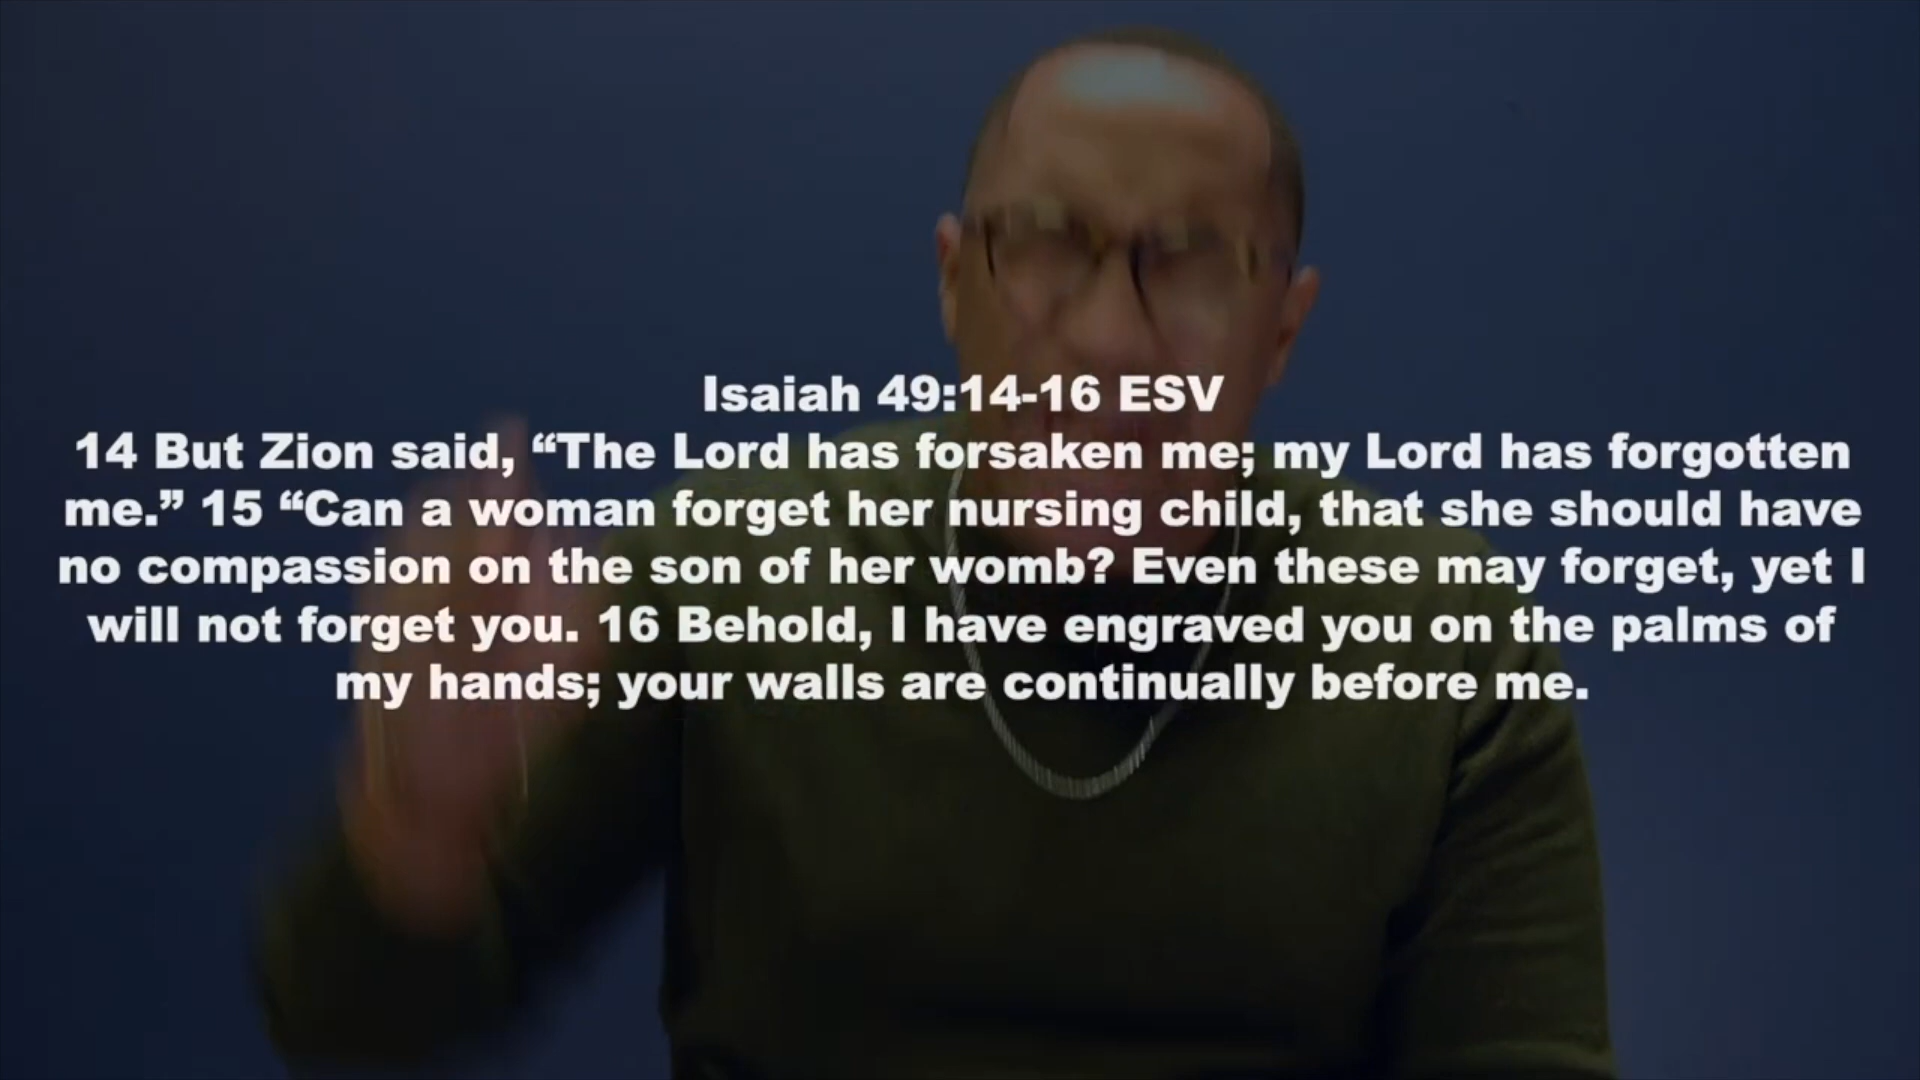 Isaiah 49:14-16 ESV
14 But Zion said, “The Lord has forsaken me; my Lord has forgotten
me.” 15 “Can a woman forget her nursing child, that she should have
no compassion on the son of her womb? Even these may forget, yet I
will not forget you. 16 Behold, I have engraved you on the palms of
my hands; your walls are continually before me.